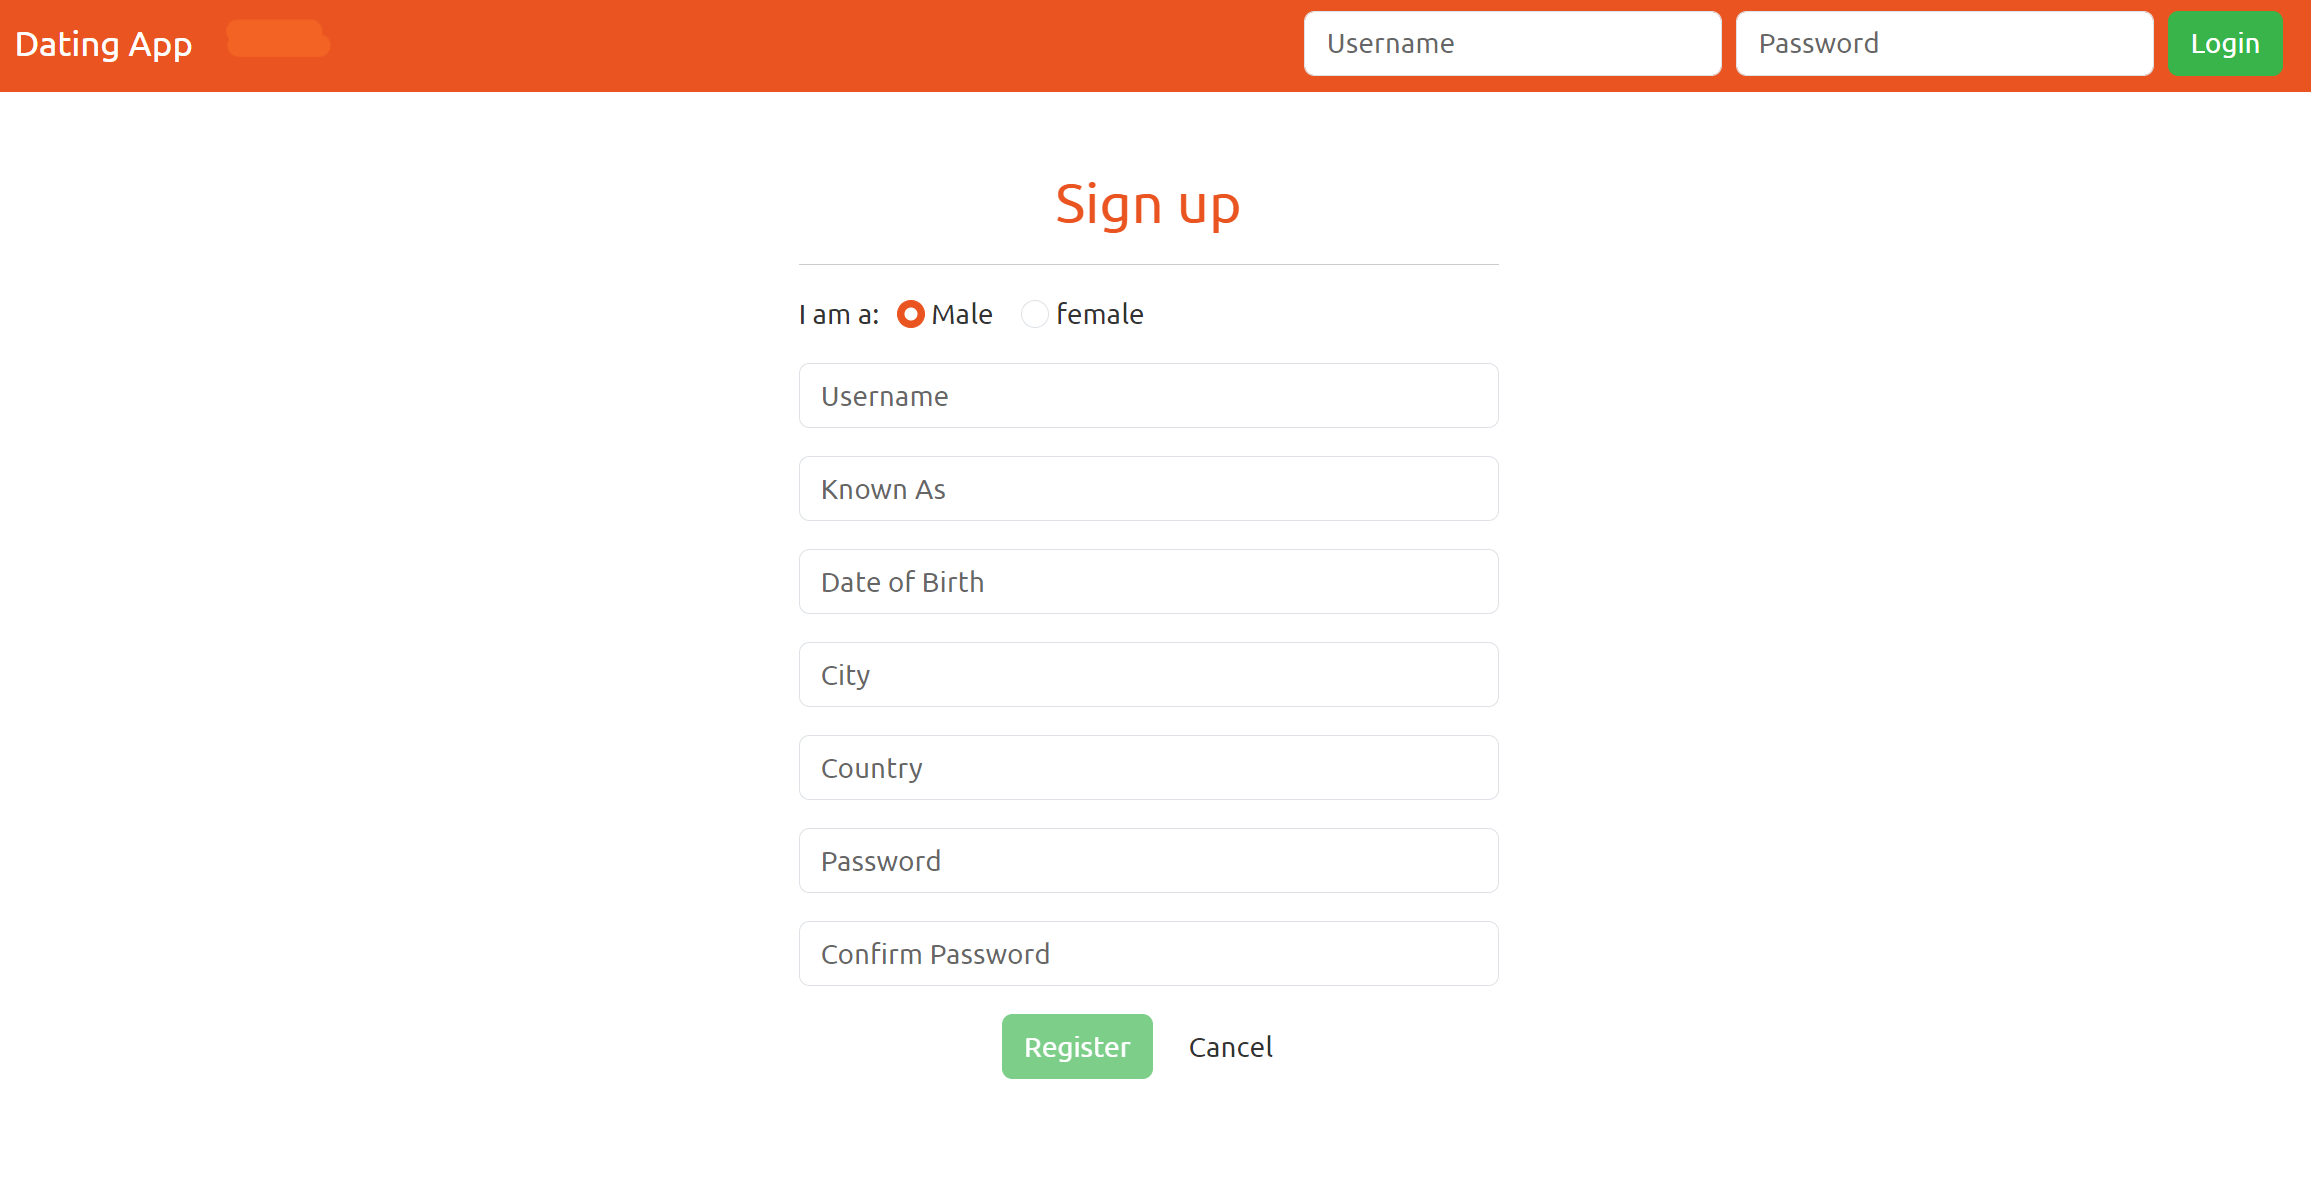 Dating App Username Password Login
Sign up
I am a: Male female
Username
Known As
Date of Birth
City
Country
Password
Confirm Password
Register Cancel